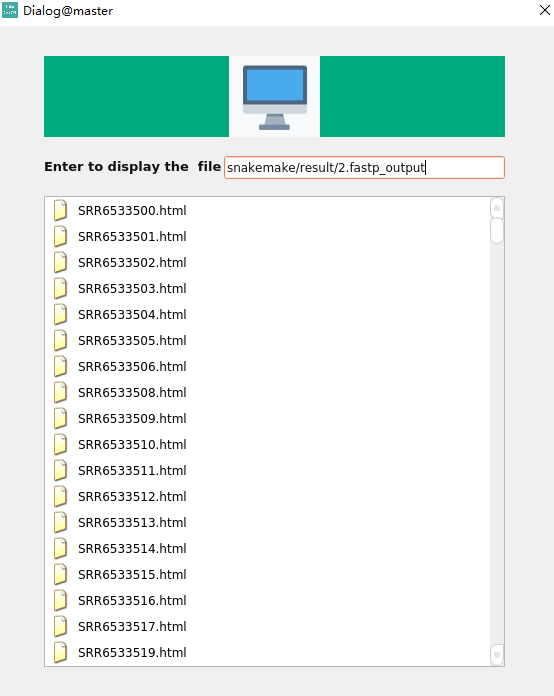 Dialog@master
Enter to display the  file snakemake/result/2.fastp_output
SRR6533500.html
SRR6533501.html
SRR6533502.html
SRR6533503.html
SRR6533504.html
SRR6533505.html
SRR6533506.html
SRR6533508.html
SRR6533509.html
SRR6533510.html
SRR6533511.html
SRR6533512.html
SRR6533513.html
SRR6533514.html
SRR6533515.html
SRR6533516.html
SRR6533517.html
SRR6533519.html